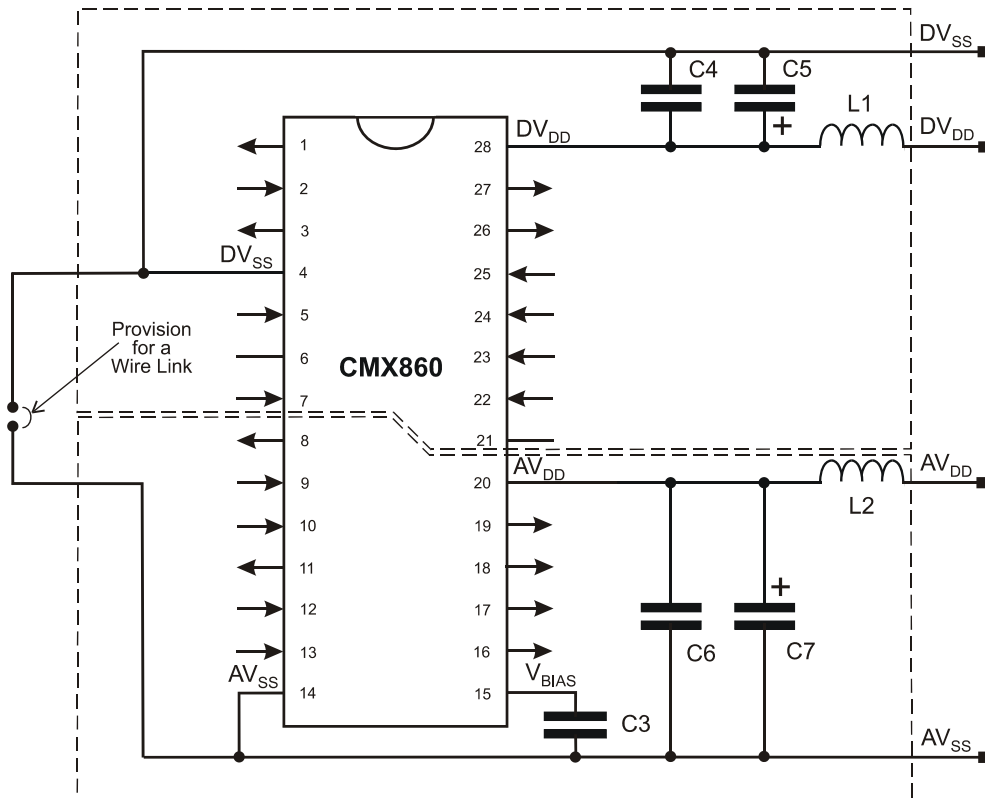 DVSS
C4
C5
L1
+
DVDD
DVDD
1
28
2
27
3
26
DVSS
4
25
5
24
Provision
for a
Wire Link
6
23
CMX860
7
22
8
21
AVDD
AVDD
9
20
L2
10
19
11
18
12
17
+
13
16
C6
C7
AVSS
VBIAS
14
15
C3
AVSS